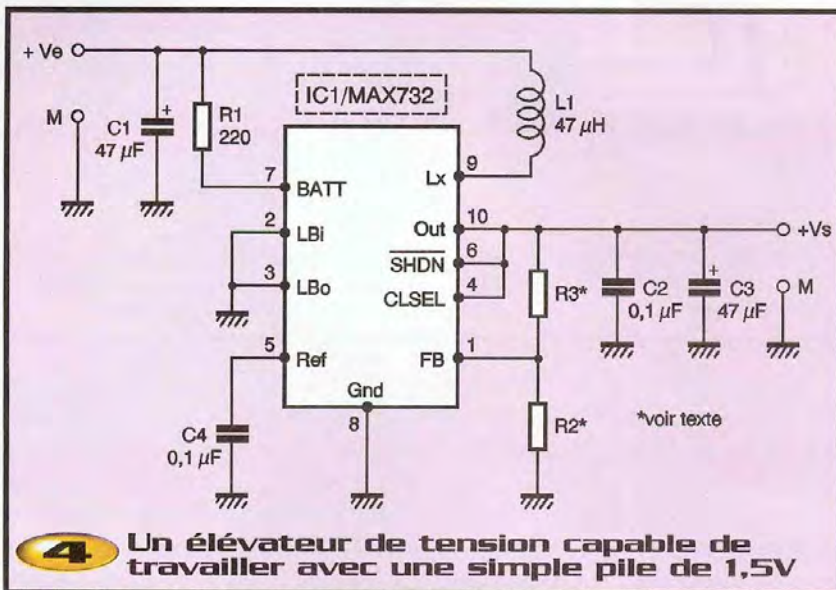 + Ve
M
C1
47 µF
+
R1
220
IC1/MAX732
L1
47 µH
7
BATT
2
LBi
3
LBo
5
Ref
C4
0,1 µF
Gnd
8
9
Lx
Out
10
SHDN
6
CLSEL
4
FB
1
R3*
R2*
C2
0,1 µF
+
C3
47 µF
+Vs
M
*voir texte
4
Un élévateur de tension capable de
travailler avec une simple pile de 1,5V